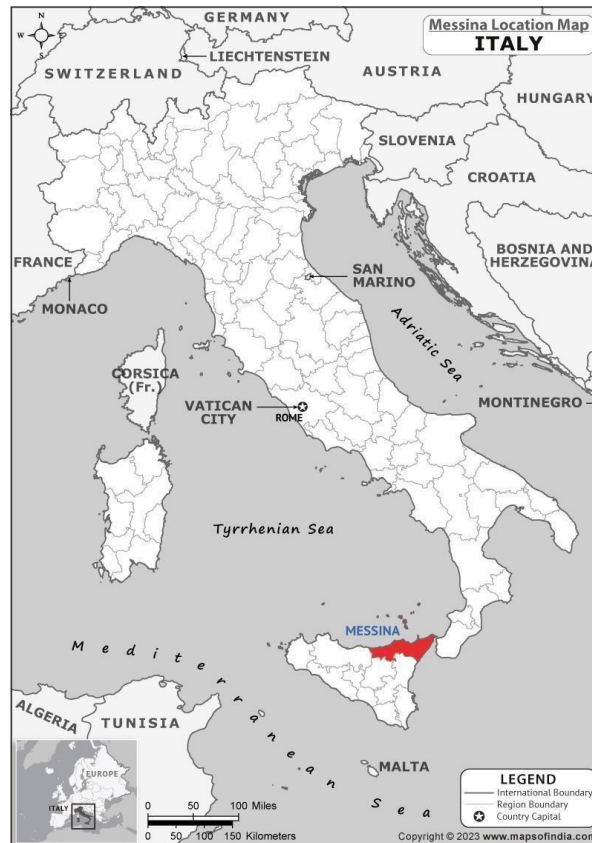 Messina Location Map
ITALY
N
W
E
S
GERMANY
LIECHTENSTEIN
SWITZERLAND
AUSTRIA
HUNGARY
SLOVENIA
CROATIA
FRANCE
BOSNIA AND
HERZEGOVINA
SAN
MARINO
MONACO
Adriatic Sea
CORSICA
(Fr.)
VATICAN
CITY
ROME
MONTINEGRO
Tyrrhenian Sea
MESSINA
Mediterranean Sea
ALGERIA
TUNISIA
MALTA
EUROPE
ITALY
0 50 100 Miles
0 50 100 150 Kilometers
LEGEND
International Boundary
Region Boundary
Country Capital
Copyright © 2023 www.mapsofindia.com